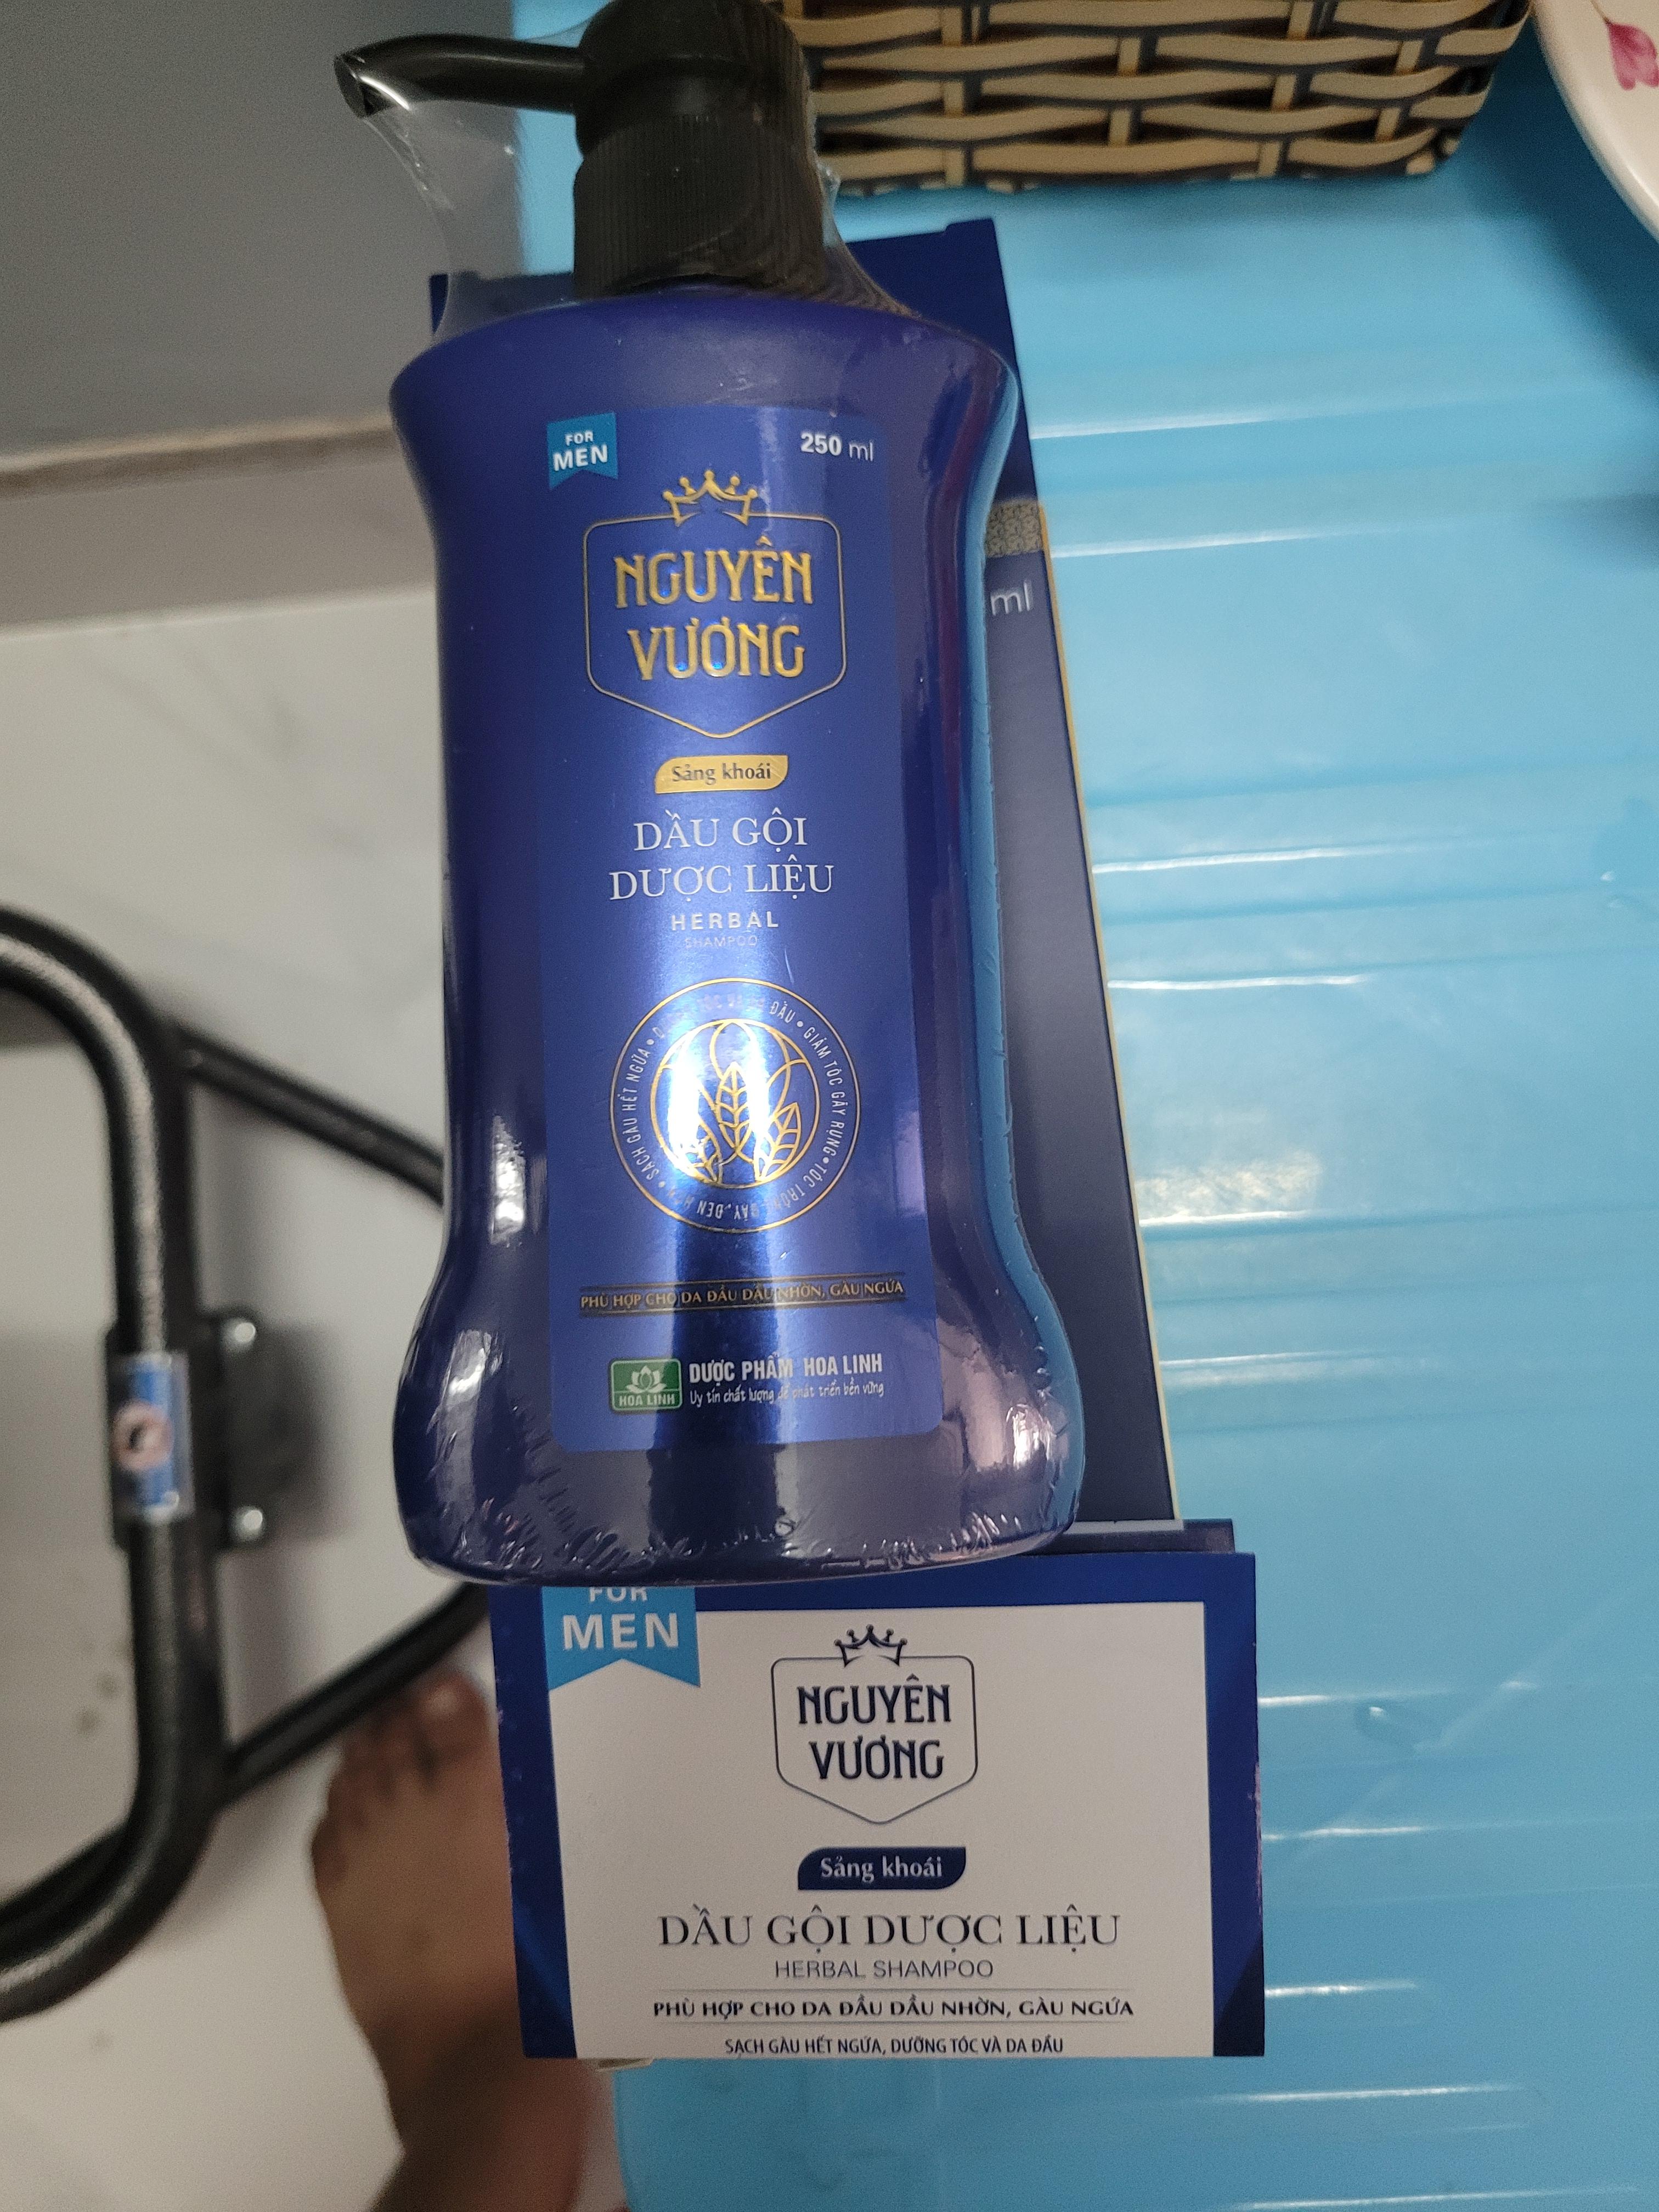 FOR
MEN
250 ml
NGUYÊN
VƯƠNG
Sảng khoái
DẦU GỘI
DƯỢC LIỆU
HERBAL
SHAMPOO
SẠCH GÀU HẾT NGỨA • ĐẦU • GIẢM TÓC GÃY RỤNG • TÓC
PHÙ HỢP CHO DA ĐẦU DẦU NHỜN, GÀU NGỨA
HOA LINH
DƯỢC PHẨM HOA LINH
Uy tín chất lượng để phát triển bền vững
ml
FOR
MEN
NGUYÊN
VƯƠNG
Sảng khoái
DẦU GỘI DƯỢC LIỆU
HERBAL SHAMPOO
PHÙ HỢP CHO DA ĐẦU DẦU NHỜN, GÀU NGỨA
SẠCH GÀU HẾT NGỨA, DƯỠNG TÓC VÀ DA ĐẦU